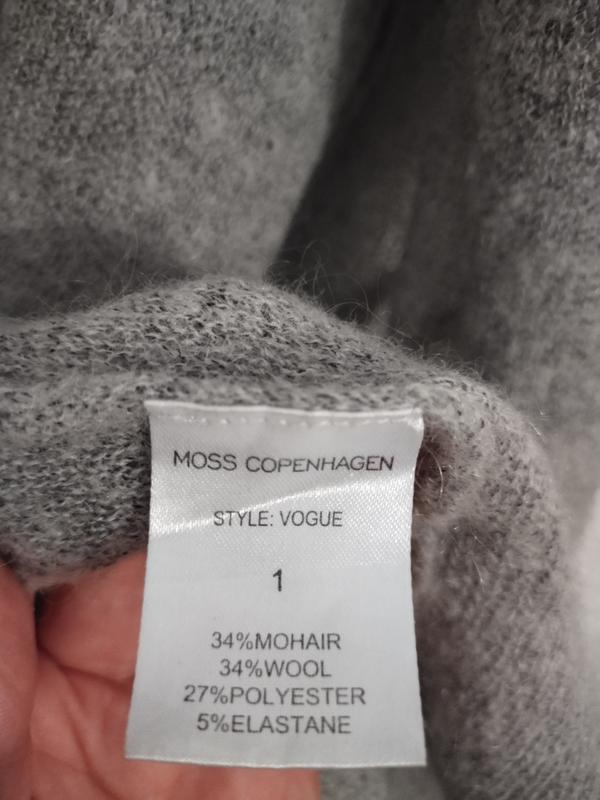 MOSS COPENHAGEN
STYLE: VOGUE
1
34%MOHAIR
34%WOOL
27%POLYESTER
5%ELASTANE